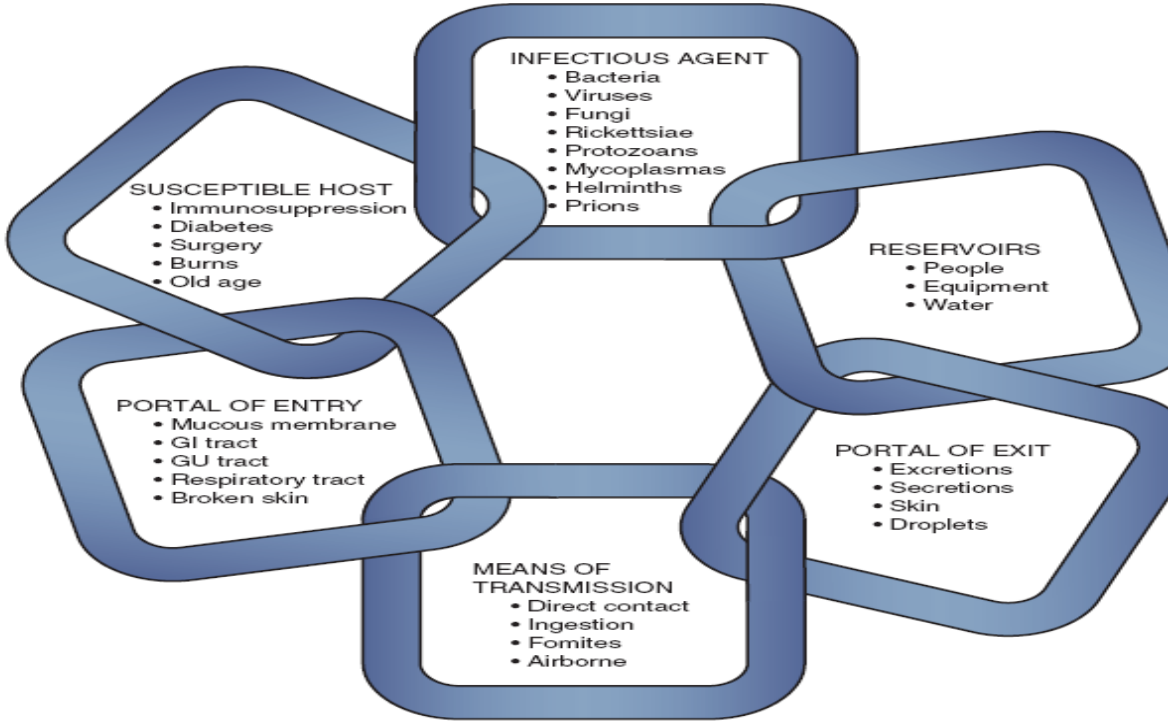 INFECTIOUS AGENT
• Bacteria
• Viruses
• Fungi
• Rickettsiae
• Protozoans
• Mycoplasmas
• Helminths
• Prions
RESERVOIRS
• People
• Equipment
• Water
PORTAL OF EXIT
• Excretions
• Secretions
• Skin
• Droplets
MEANS OF
TRANSMISSION
• Direct contact
• Ingestion
• Fomites
• Airborne
PORTAL OF ENTRY
• Mucous membrane
• GI tract
• GU tract
• Respiratory tract
• Broken skin
SUSCEPTIBLE HOST
• Immunosuppression
• Diabetes
• Surgery
• Burns
• Old age